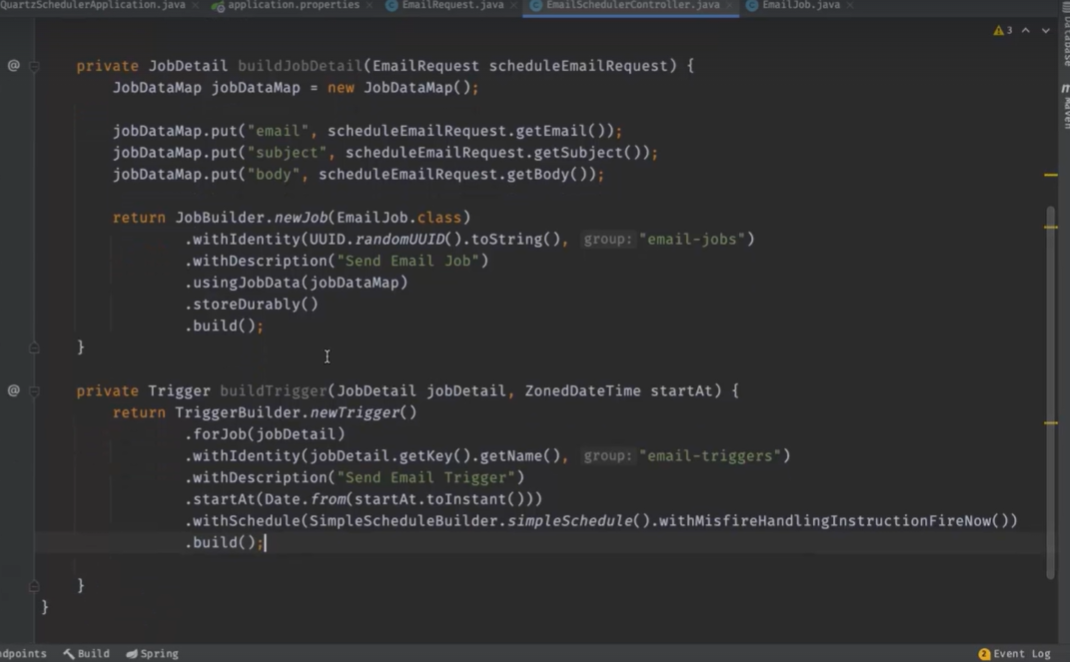 QuartzSchedulerApplication.java application.properties EmailRequest.java EmailSchedulerController.java EmailJob.java
3
private JobDetail buildJobDetail(EmailRequest scheduleEmailRequest) {
JobDataMap jobDataMap = new JobDataMap();
jobDataMap.put("email", scheduleEmailRequest.getEmail());
jobDataMap.put("subject", scheduleEmailRequest.getSubject());
jobDataMap.put("body", scheduleEmailRequest.getBody());
return JobBuilder.newJob(EmailJob.class)
.withIdentity(UUID.randomUUID().toString(), group: "email-jobs")
.withDescription("Send Email Job")
.usingJobData(jobDataMap)
.storeDurably()
.build();
}
private Trigger buildTrigger(JobDetail jobDetail, ZonedDateTime startAt) {
return TriggerBuilder.newTrigger()
.forJob(jobDetail)
.withIdentity(jobDetail.getKey().getName(), group: "email-triggers")
.withDescription("Send Email Trigger")
.startAt(Date.from(startAt.toInstant()))
.withSchedule(SimpleScheduleBuilder.simpleSchedule().withMisfireHandlingInstructionFireNow())
.build();
}
}
Database
Maven
dpoints Build Spring 2 Event Log